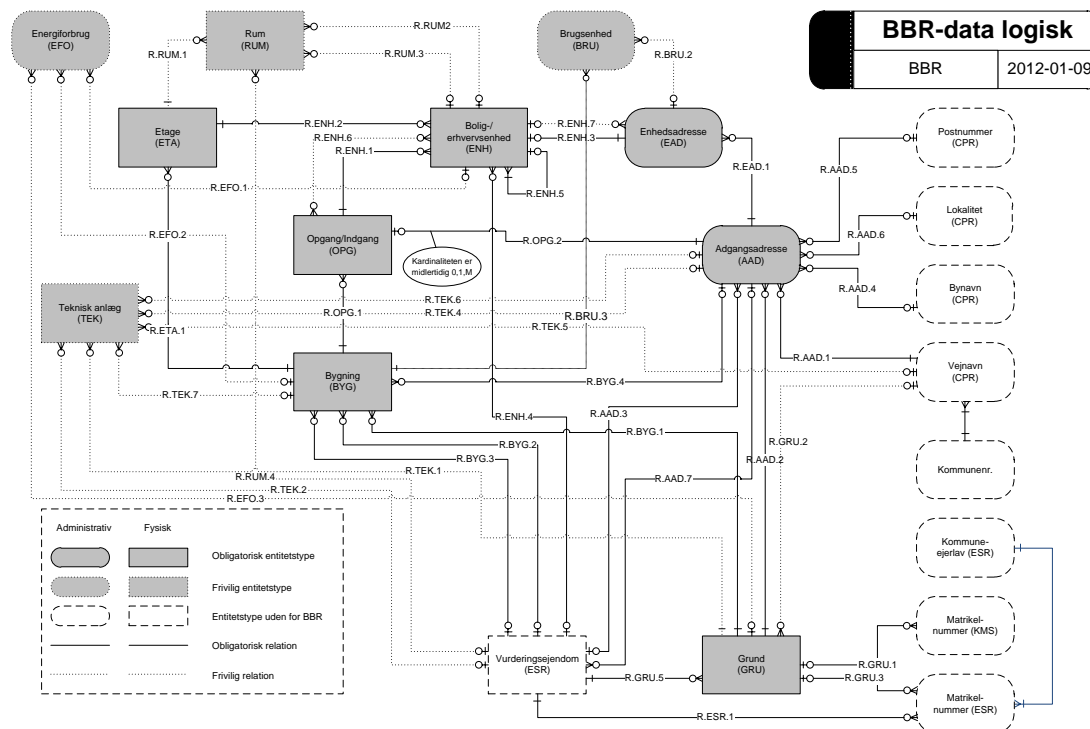 BBR-data logisk
BBR
2012-01-09
Energiforbrug
(EFO)
Rum
(RUM)
Brugsenhed
(BRU)
R.RUM.1
R.RUM2
R.RUM.3
R.BRU.2
Etage
(ETA)
Bolig-/
erhvervsenhed
(ENH)
Enhedsadresse
(EAD)
Postnummer
(CPR)
R.ENH.2
R.ENH.6
R.ENH.1
R.ENH.7
R.ENH.3
R.ENH.5
R.EAD.1
R.AAD.5
R.EFO.1
Lokalitet
(CPR)
R.AAD.6
R.EFO.2
Opgang/Indgang
(OPG)
R.OPG.2
Adgangsadresse
(AAD)
Kardinaliteten er
midlertidig 0,1,M
Bynavn
(CPR)
R.AAD.4
Teknisk anlæg
(TEK)
R.TEK.6
R.TEK.4
R.OPG.1
R.BRU.3
R.TEK.5
R.ETA.1
R.AAD.1
Vejnavn
(CPR)
Bygning
(BYG)
R.BYG.4
R.TEK.7
R.AAD.3
R.ENH.4
R.BYG.1
R.GRU.2
R.BYG.2
R.AAD.2
R.BYG.3
R.TEK.1
R.RUM.4
R.AAD.7
R.TEK.2
R.EFO.3
Kommunenr.
Administrativ
Fysisk
Obligatorisk entitetstype
Frivilig entitetstype
Entitetstype uden for BBR
Obligatorisk relation
Frivilig relation
Kommune-
ejerlav (ESR)
Matrikel-
nummer (KMS)
Vurderingsejendom
(ESR)
Grund
(GRU)
R.GRU.1
R.GRU.3
R.GRU.5
Matrikel-
nummer (ESR)
R.ESR.1